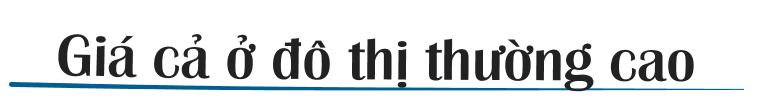 Giá cả ở đô thị thường cao